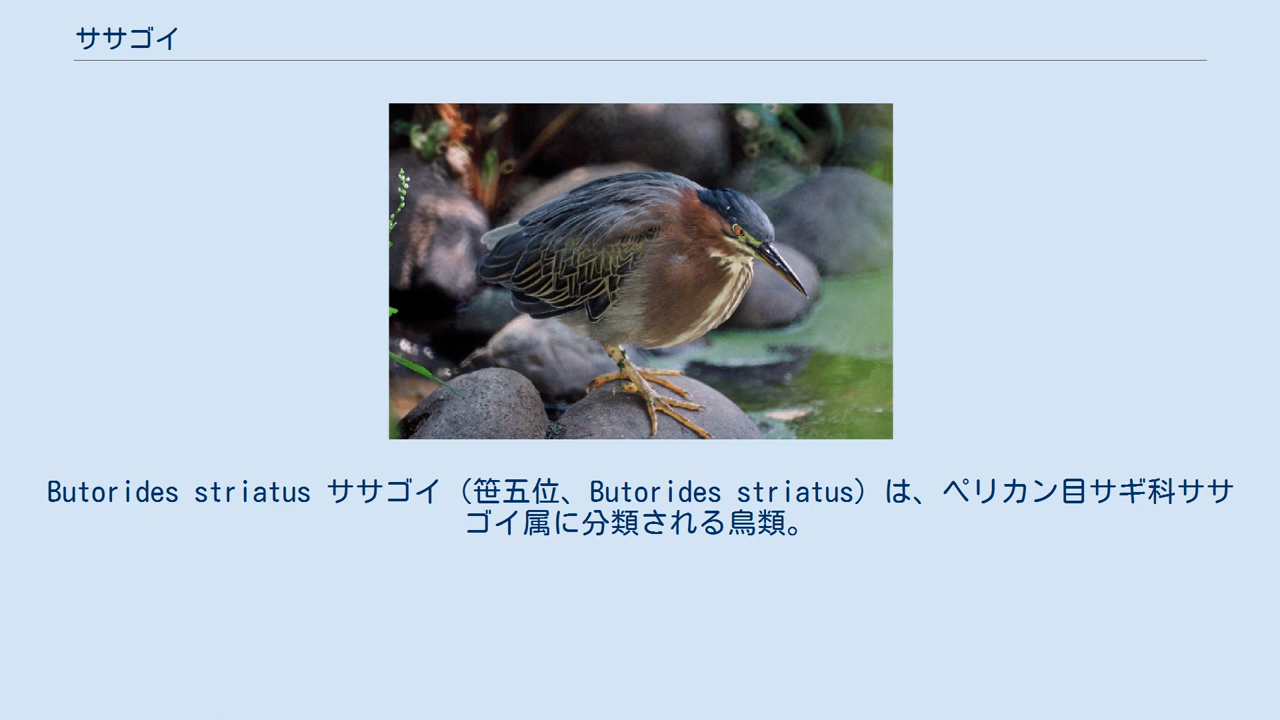 ササゴイ
Butorides striatus ササゴイ（笹五位、Butorides striatus）は、ペリカン目サギ科ササ
ゴイ属に分類される鳥類。